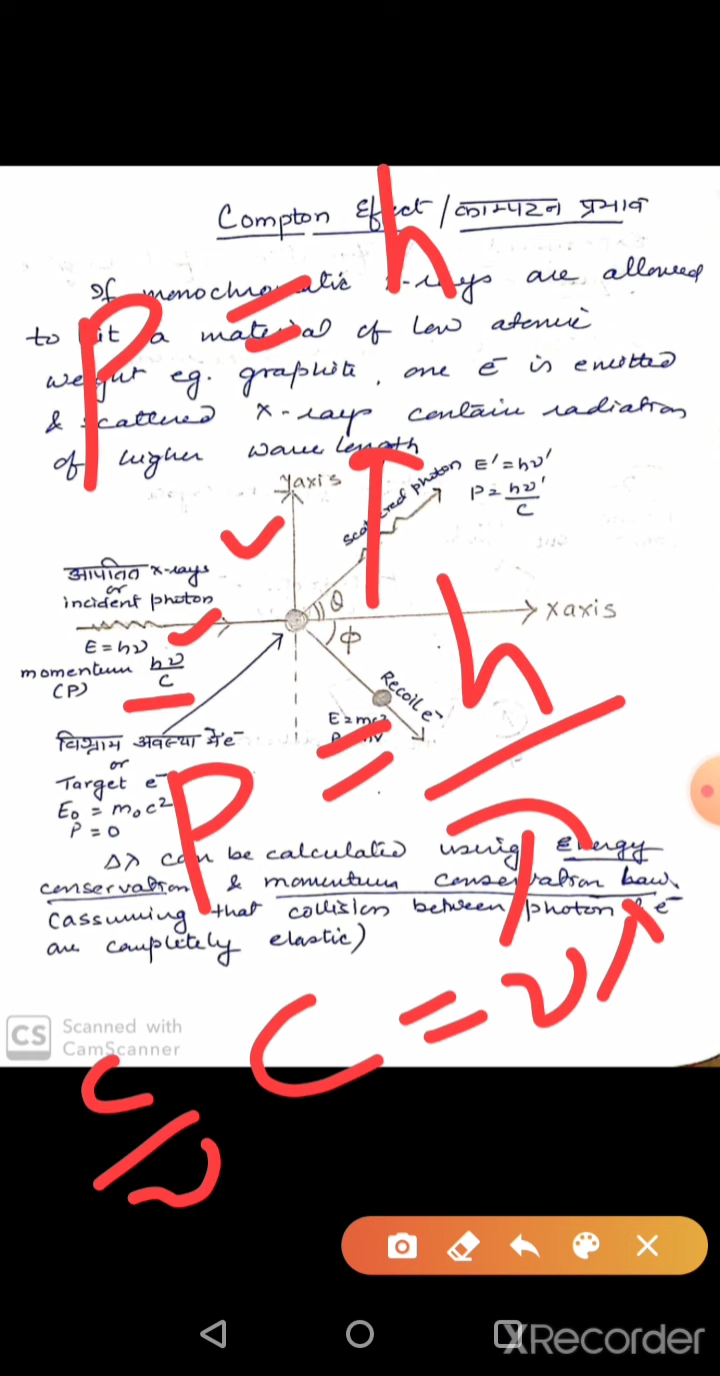 Compton Effect / काम्पटन प्रभाव
If monochromatic x-rays are allowed
to hit a material of low atomic
weight eg. graphite, one e⁻ is emitted
& scattered x-rays contain radiation
of higher wave length
Yaxis
scattered photon
E' = hν'
P = hν'/C
आपतित x-rays
or
incident photon
θ
X axis
E = hν
momentum hν/C
(P)
ϕ
Recoil e⁻
E = mc²
विश्राम अवस्था में e⁻
or
Target e⁻
E₀ = m₀c²
P = 0
Δλ can be calculated using Energy
conservation & momentum conservation law.
(assuming that collision between photon & e⁻
are completely elastic)
P = h
λ
P = h/λ
C = νλ
C/ν
CS Scanned with
CamScanner
XRecorder